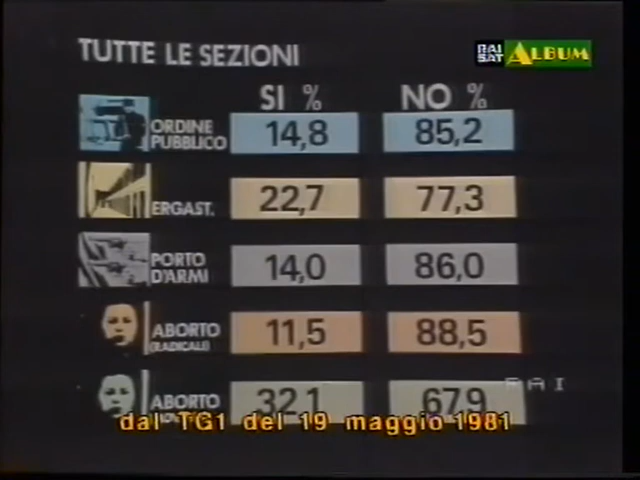 TUTTE LE SEZIONI
RAI SAT ALBUM
SI % NO %
ORDINE PUBBLICO 14,8 85,2
ERGAST. 22,7 77,3
PORTO D'ARMI 14,0 86,0
ABORTO (RADICALE) 11,5 88,5
ABORTO 32,1 67,9
RAI
dal TG1 del 19 maggio 1981